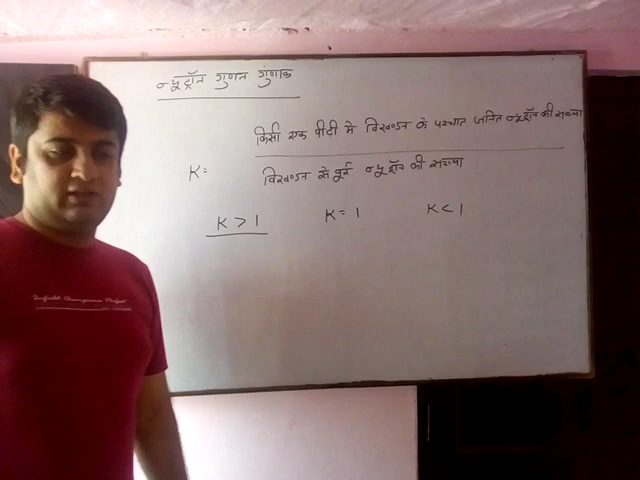 न्यूट्रॉन गुणन गुणांक
किसी एक पीढी मे विखण्डन के पश्चात जनित न्यूट्रॉन की संख्या
K =
विखण्डन से पूर्व न्यूट्रॉन की संख्या
K > 1 K = 1 K < 1